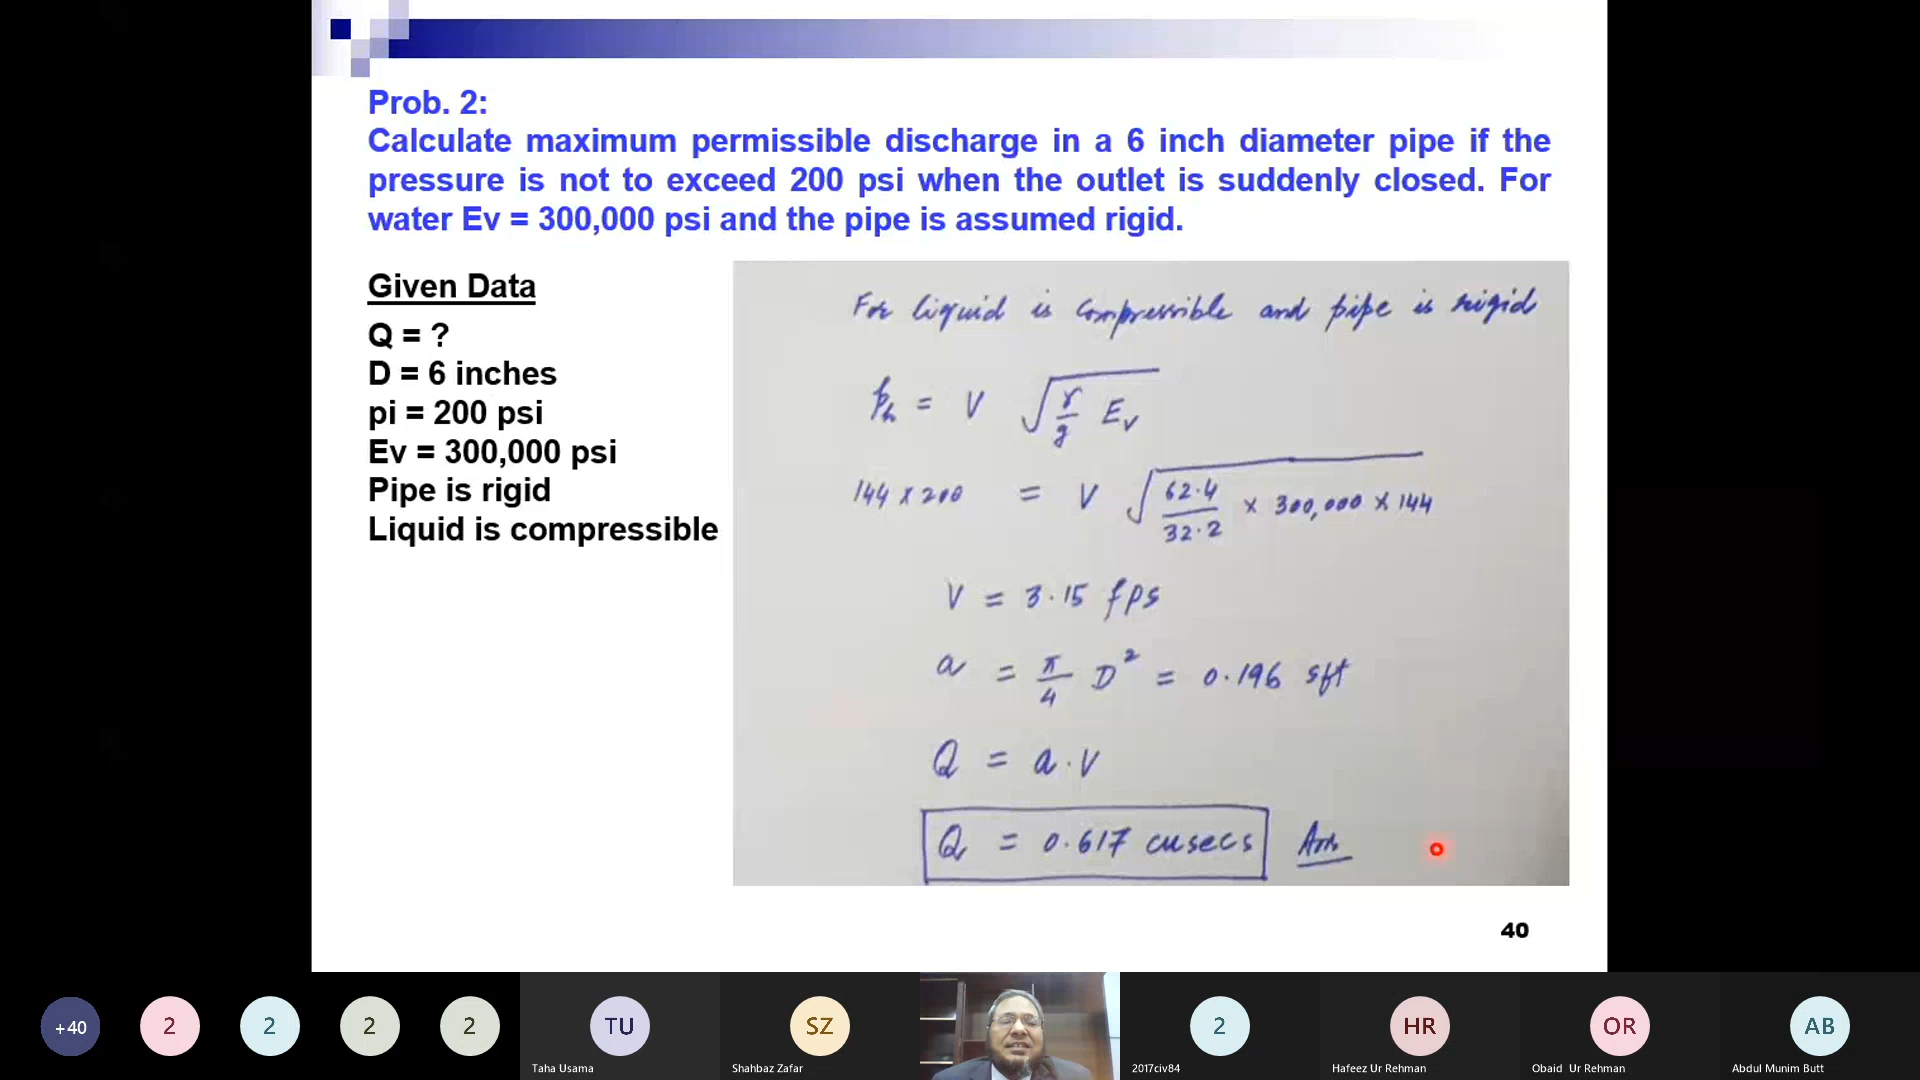 Prob. 2:
Calculate maximum permissible discharge in a 6 inch diameter pipe if the
pressure is not to exceed 200 psi when the outlet is suddenly closed. For
water Ev = 300,000 psi and the pipe is assumed rigid.
Given Data
Q = ?
D = 6 inches
pi = 200 psi
Ev = 300,000 psi
Pipe is rigid
Liquid is compressible
For liquid is compressible and pipe is rigid
p_h = V √(γ/g E_v)
144 x 200 = V √(62.4/32.2 x 300,000 x 144)
V = 3.15 fps
a = π/4 D² = 0.196 sft
Q = a.V
Q = 0.617 cusecs Ans
40
+40
2
2
2
2
TU
Taha Usama
SZ
Shahbaz Zafar
2
2017civ84
HR
Hafeez Ur Rehman
OR
Obaid Ur Rehman
AB
Abdul Munim Butt